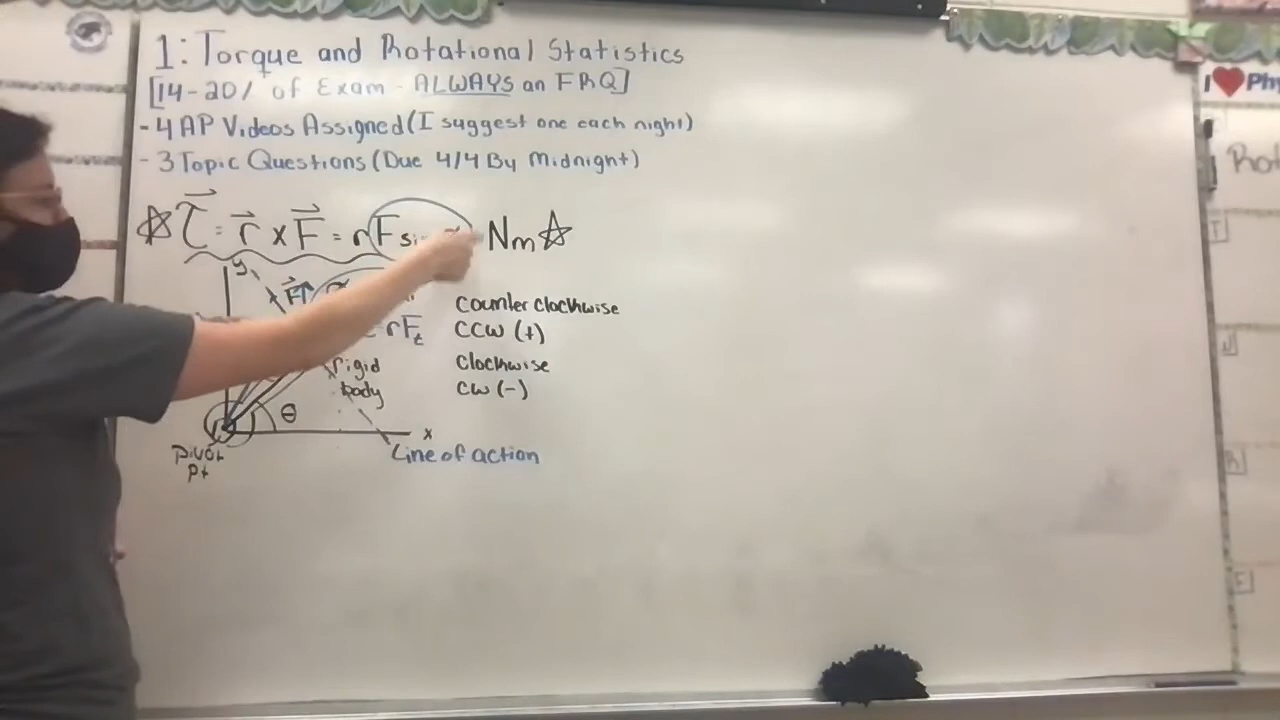 1: Torque and Rotational Statistics
[14-20% of Exam - ALWAYS an FRQ]
- 4 AP Videos Assigned (I suggest one each night)
- 3 Topic Questions (Due 4/4 By Midnight)
☆ τ⃗ = r⃗ x F⃗ = rF Nm ☆
y
F⃗
rFₜ
rigid
body
θ
x
Pivot
Pt
Line of action
Counter clockwise
CCW (+)
Clockwise
CW (-)
I ❤ Phy
Rot